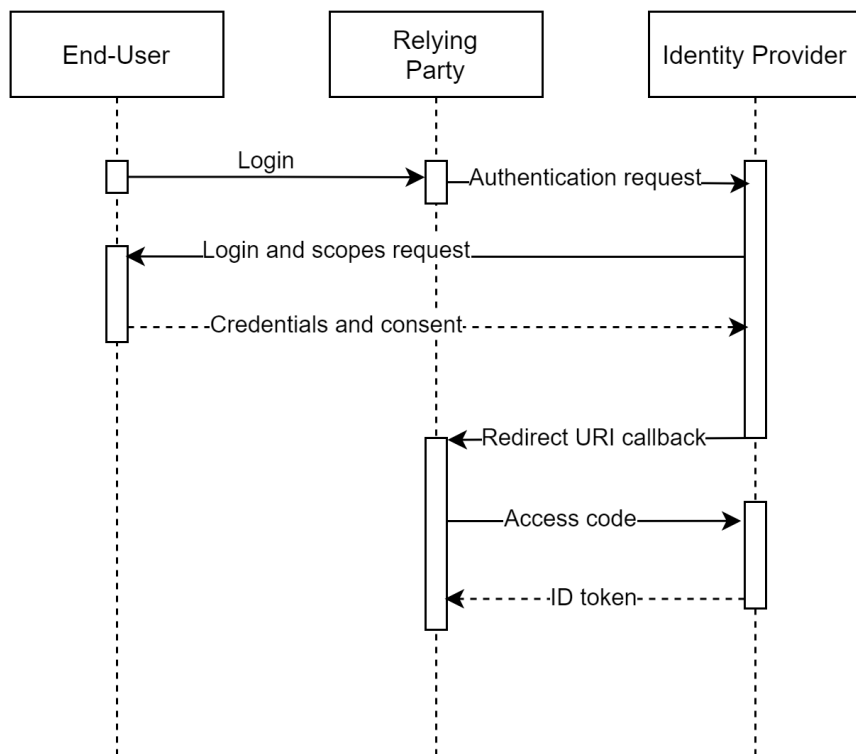 End-User
Relying
Party
Identity Provider
Login
Authentication request
Login and scopes request
Credentials and consent
Redirect URI callback
Access code
ID token